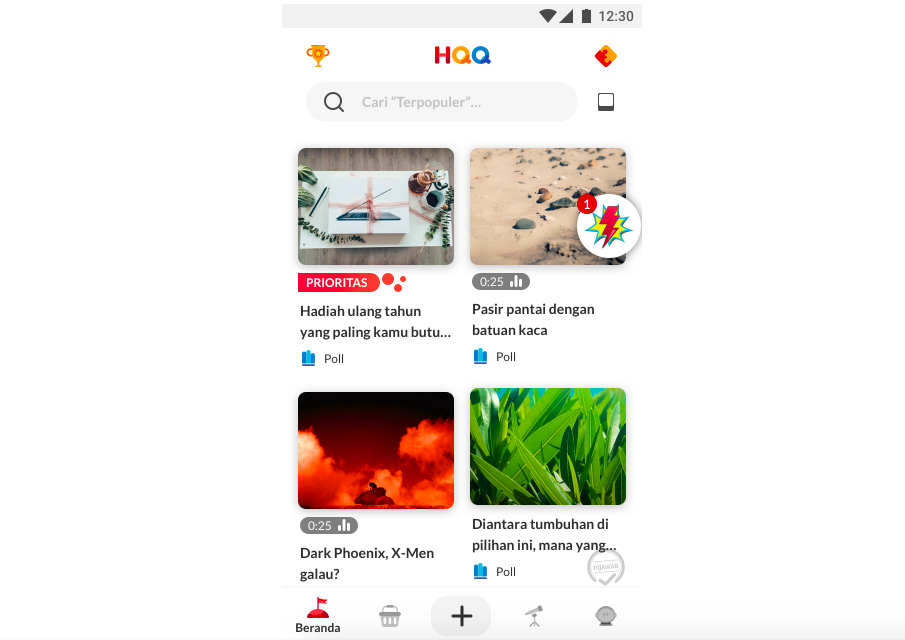 12:30
HQQ
Cari “Terpopuler”...
1
PRIORITAS
Hadiah ulang tahun
yang paling kamu butu...
Poll
0:25
Pasir pantai dengan
batuan kaca
Poll
0:25
Dark Phoenix, X-Men
galau?
Diantara tumbuhan di
pilihan ini, mana yang...
Poll
DIJAWAB
Beranda